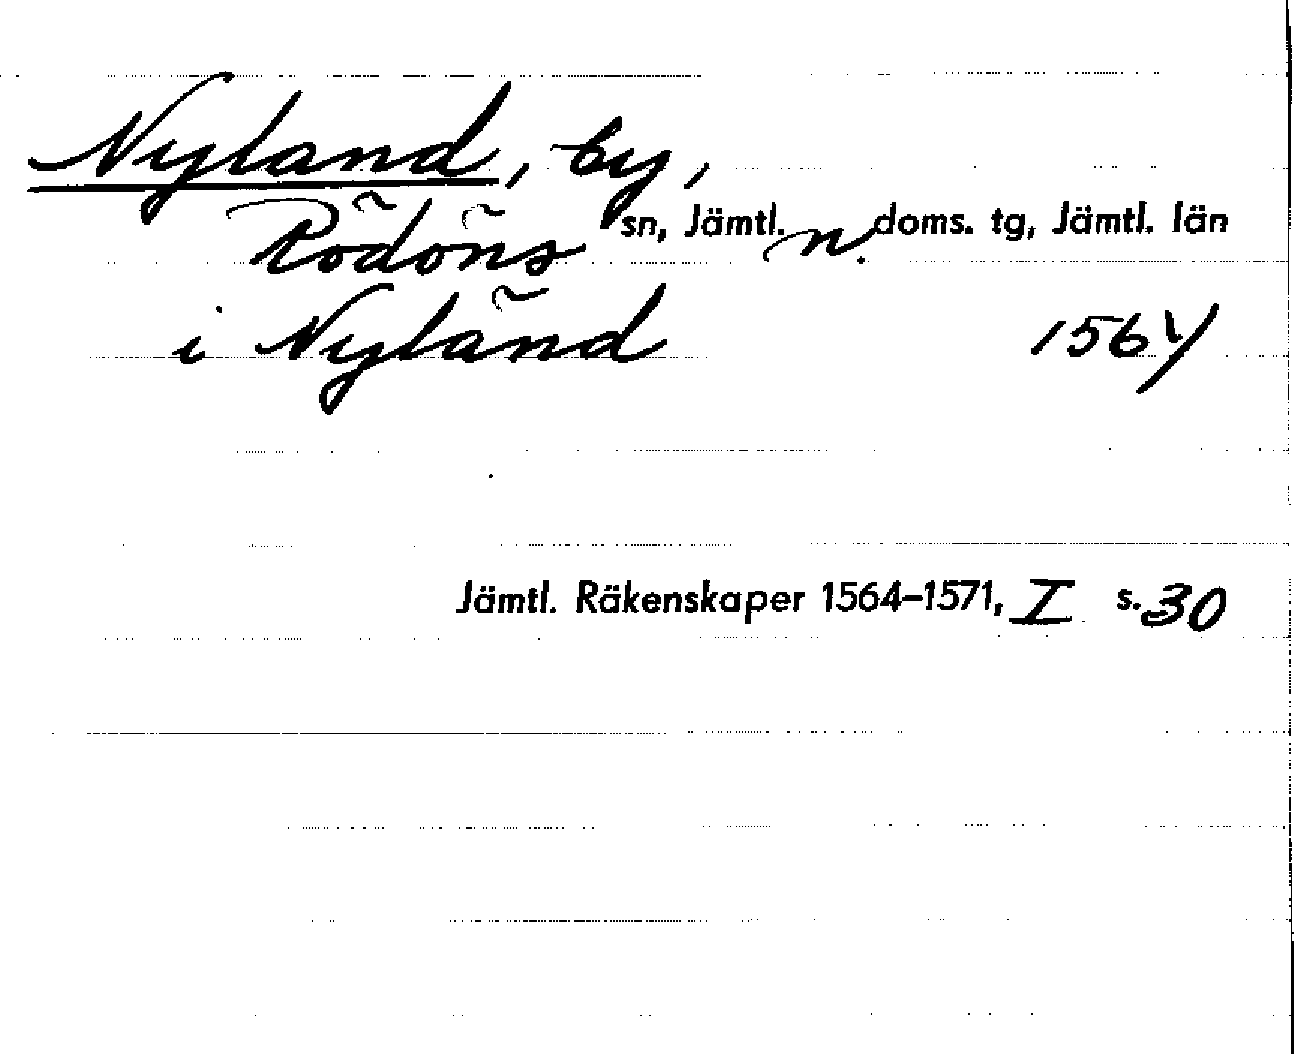 Nyland, by,
Rödöns sn, Jämtl. n. doms. tg, Jämtl. län
i Nyländ 1564
Jämtl. Räkenskaper 1564–1571, I s. 30